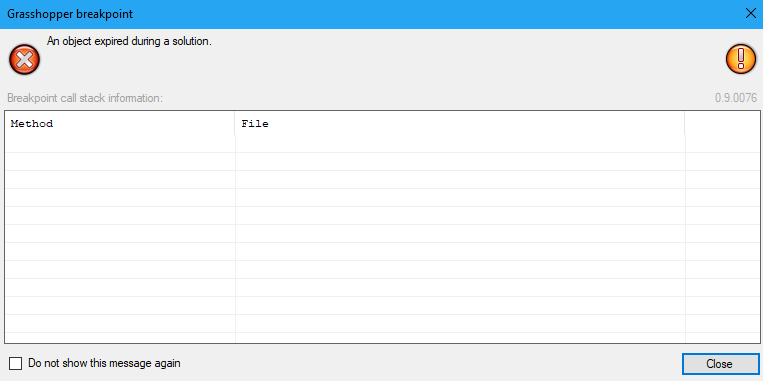 Grasshopper breakpoint
An object expired during a solution.
Breakpoint call stack information: 0.9.0076
Method File
Do not show this message again
Close